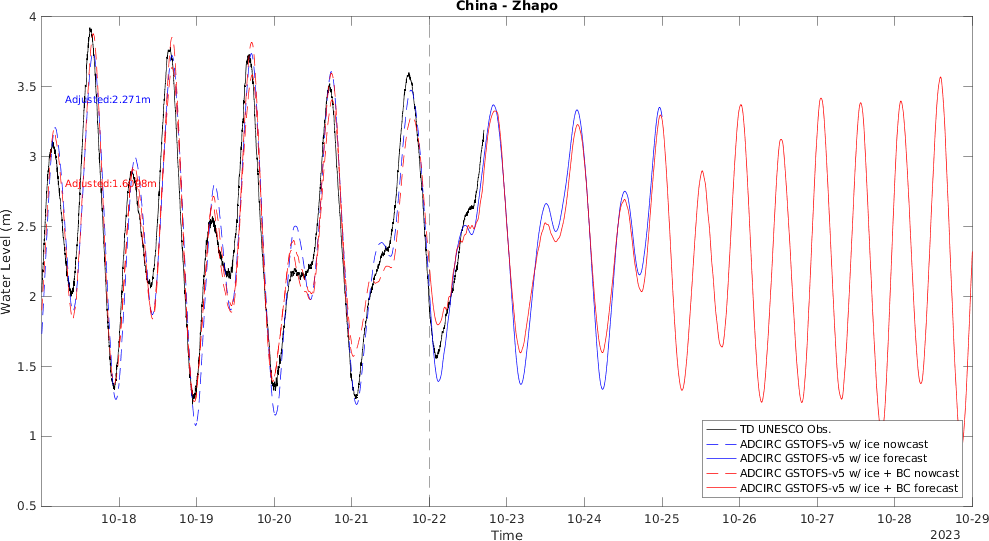 China - Zhapo
4
3.5
3
2.5
2
1.5
1
0.5
Water Level (m)
Adjusted:2.271m
TD UNESCO Obs.
ADCIRC GSTOFS-v5 w/ ice nowcast
ADCIRC GSTOFS-v5 w/ ice forecast
ADCIRC GSTOFS-v5 w/ ice + BC nowcast
ADCIRC GSTOFS-v5 w/ ice + BC forecast
10-18
10-19
10-20
10-21
10-22
10-23
10-24
10-25
10-26
10-27
10-28
10-29
Time
2023